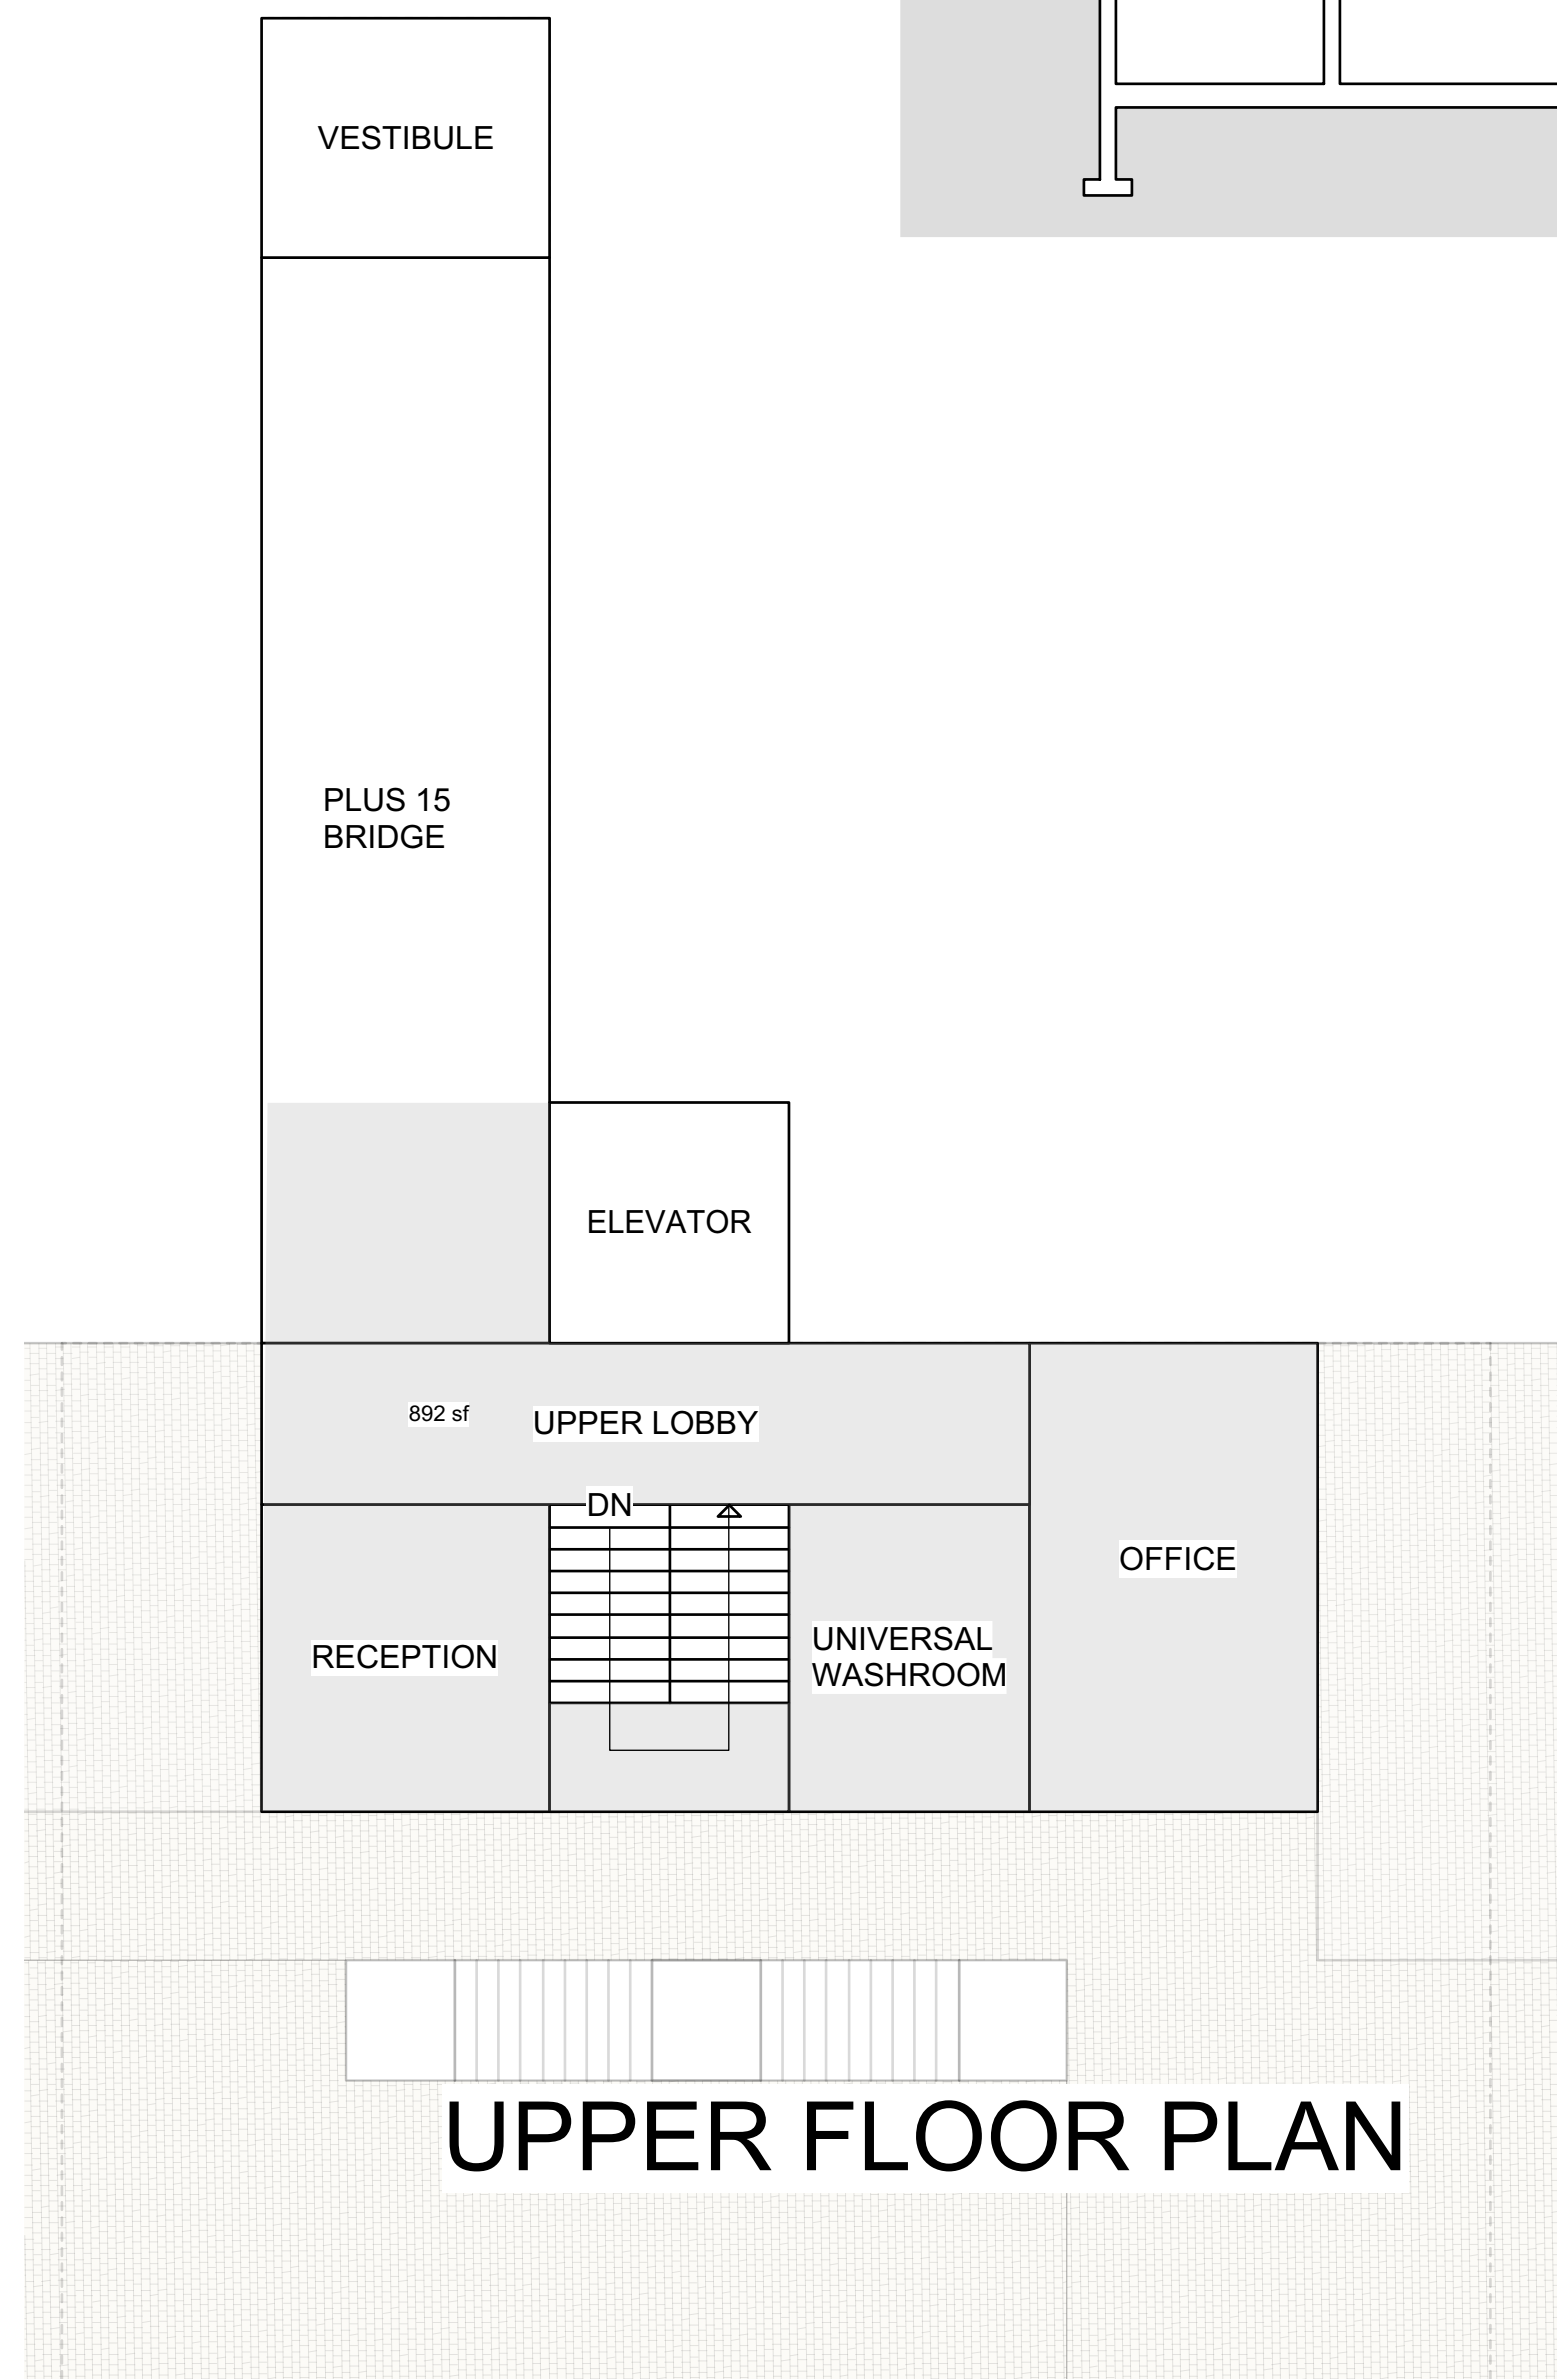 VESTIBULE
PLUS 15
BRIDGE
ELEVATOR
892 sf
UPPER LOBBY
DN
OFFICE
RECEPTION
UNIVERSAL
WASHROOM
UPPER FLOOR PLAN